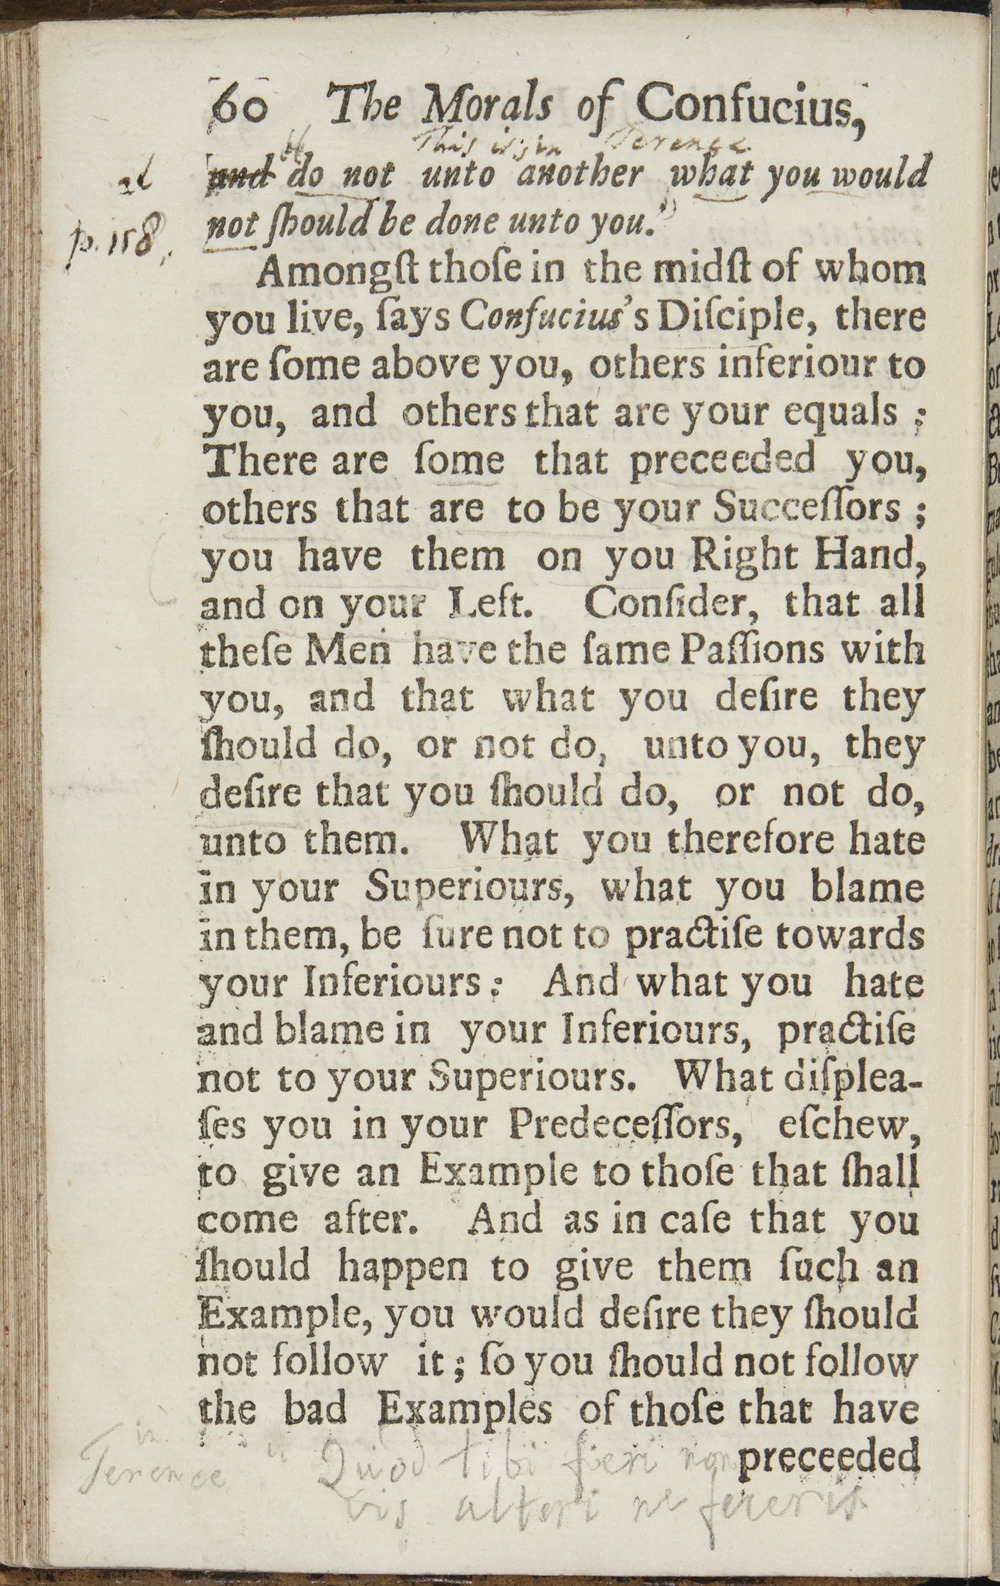 60 The Morals of Confucius,
This is in Terence
and do not unto another what you would
p. 158.
not ſhould be done unto you."
Amongſt thoſe in the midſt of whom
you live, ſays Confucius's Diſciple, there
are ſome above you, others inferiour to
you, and others that are your equals :
There are ſome that preceeded you,
others that are to be your Succeſſors ;
you have them on you Right Hand,
and on your Left. Conſider, that all
theſe Men have the ſame Paſſions with
you, and that what you deſire they
ſhould do, or not do, unto you, they
deſire that you ſhould do, or not do,
unto them. What you therefore hate
in your Superiours, what you blame
in them, be ſure not to practiſe towards
your Inferiours : And what you hate
and blame in your Inferiours, practiſe
not to your Superiours. What diſplea-
ſes you in your Predeceſſors, eſchew,
to give an Example to thoſe that ſhall
come after. And as in caſe that you
ſhould happen to give them ſuch an
Example, you would deſire they ſhould
not follow it ; ſo you ſhould not follow
the bad Examples of thoſe that have
preceeded
in Terence " Quod tibi fieri non
vis alteri ne feceris